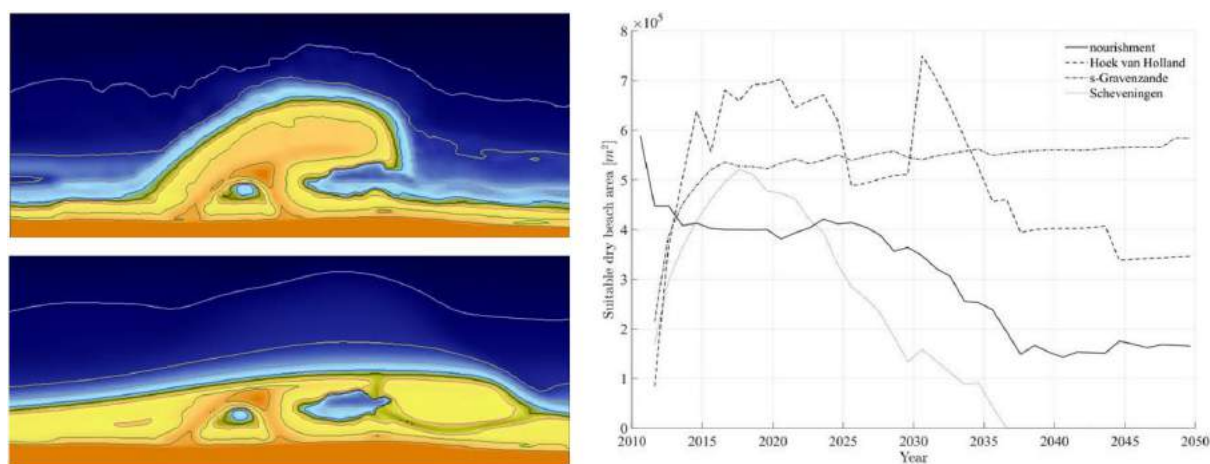 ×10⁵
8
7
6
5
4
3
2
1
0
Suitable dry beach area [m²]
nourishment
Hoek van Holland
s-Gravenzande
Scheveningen
2010 2015 2020 2025 2030 2035 2040 2045 2050
Year